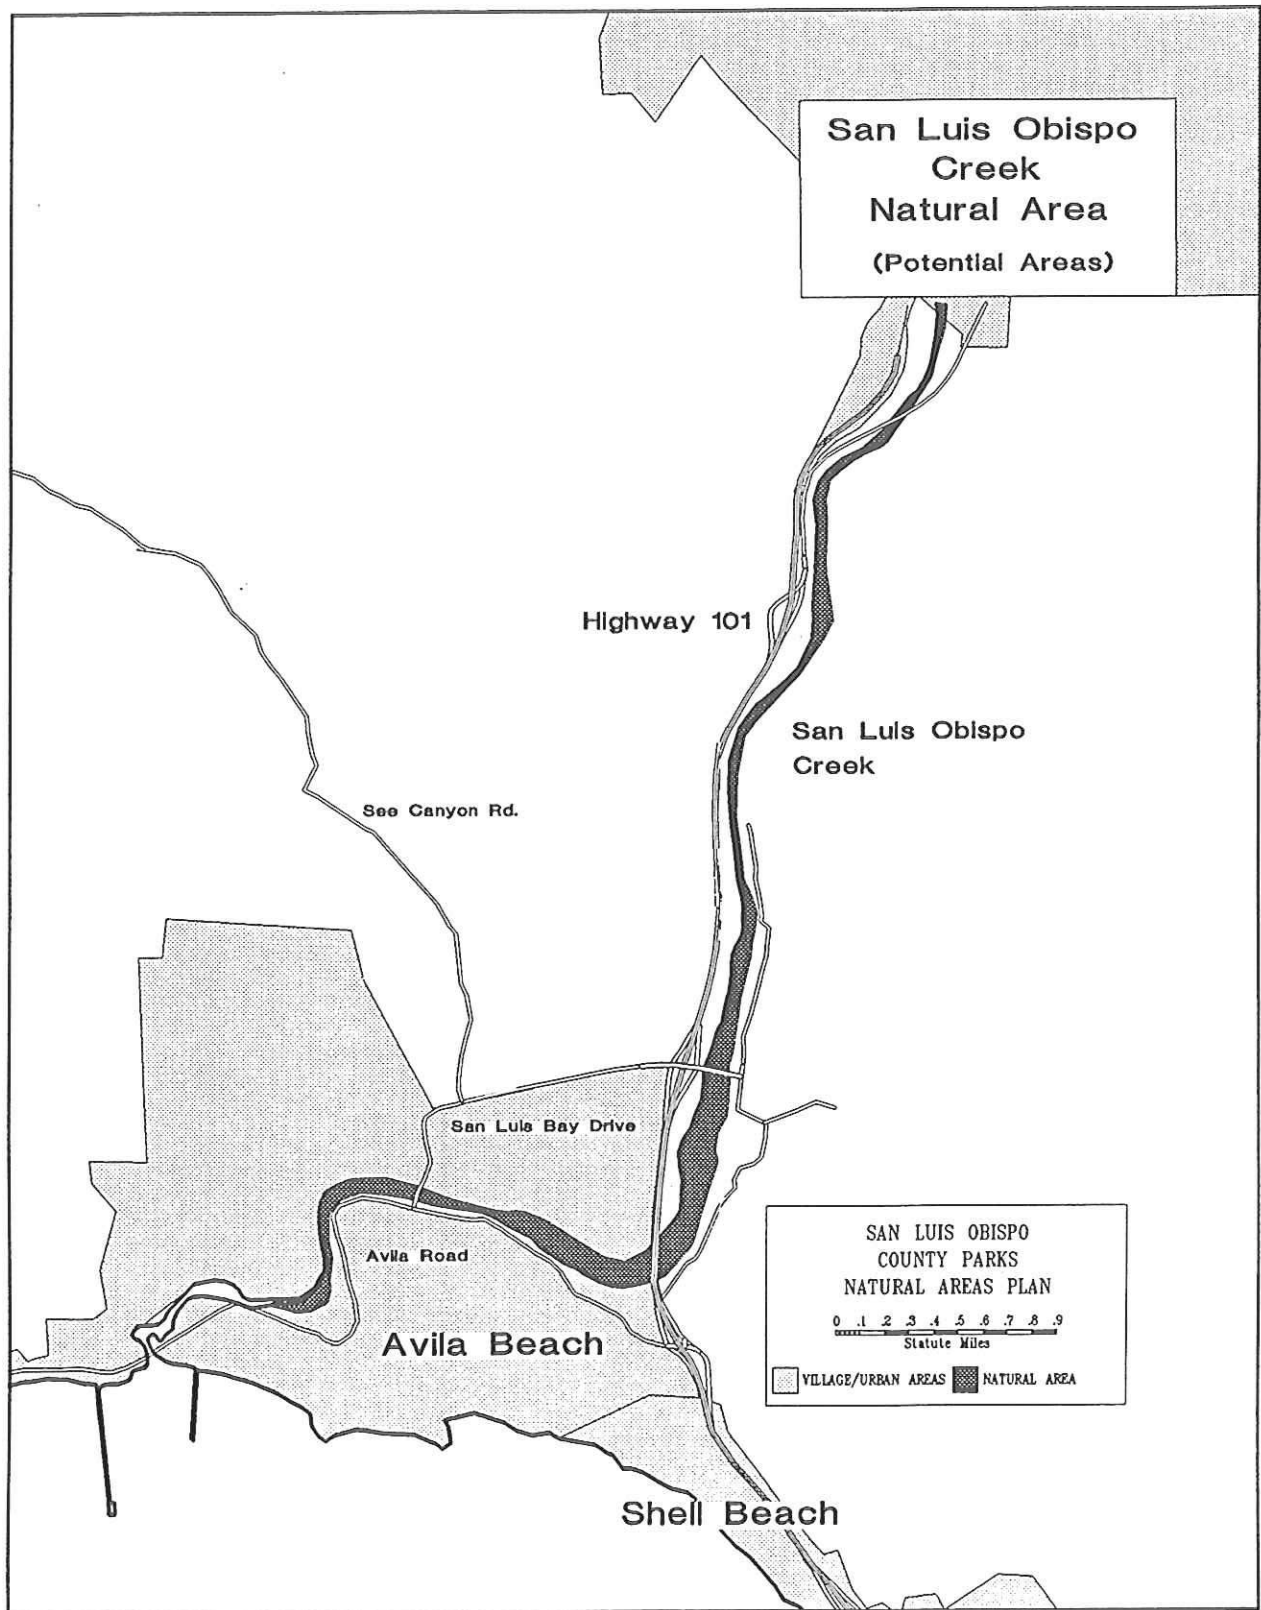 San Luis Obispo
Creek
Natural Area
(Potential Areas)
Highway 101
San Luis Obispo
Creek
See Canyon Rd.
San Luis Bay Drive
Avila Road
Avila Beach
Shell Beach
SAN LUIS OBISPO
COUNTY PARKS
NATURAL AREAS PLAN
0 .1 .2 .3 .4 .5 .6 .7 .8 .9
Statute Miles
VILLAGE/URBAN AREAS NATURAL AREA